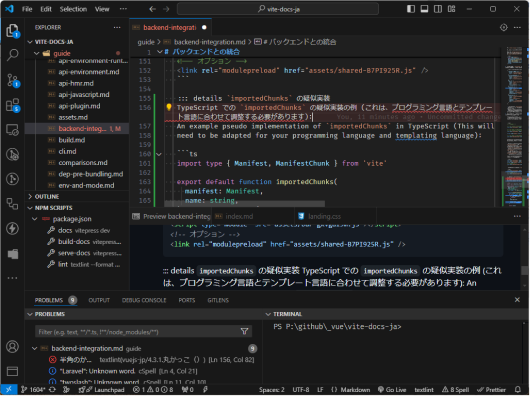 File Edit Selection View ...
vite-docs-ja
EXPLORER
VITE-DOCS-JA
guide
api-environment-runt...
api-environment.md
api-hmr.md
api-javascript.md
api-plugin.md
assets.md
backend-integ... 1, M
build.md
cli.md
comparisons.md
dep-pre-bundling.md
env-and-mode.md
OUTLINE
NPM SCRIPTS
package.json
docs vitepress dev
build-docs vitepress...
serve-docs vitepress...
lint textlint --format ...
backend-integrati
guide > backend-integration.md > # バックエンドとの統合
1 # バックエンドとの統合
151 <!-- オプション -->
152 <link rel="modulepreload" href="assets/shared-B7PI925R.js" />
153 ```
154
155 ::: details `importedChunks` の疑似実装
156 TypeScript での `importedChunks` の疑似実装の例 (これは、プログラミング言語とテンプレート言語に合わせて調整する必要があります):
You, 11 minutes ago • Uncommitted change
157 An example pseudo implementation of `importedChunks` in TypeScript (This will need to be adapted for your programming language and templating language):
158
159
160 ```ts
161 import type { Manifest, ManifestChunk } from 'vite'
162
163 export default function importedChunks(
164 manifest: Manifest,
165 name: string,
Preview backend-integ
index.md
landing.css
<!-- オプション -->
<link rel="modulepreload" href="assets/shared-B7PI925R.js" />
::: details importedChunks の疑似実装 TypeScript での importedChunks の疑似実装の例 (これは、プログラミング言語とテンプレート言語に合わせて調整する必要があります): An
PROBLEMS 9 OUTPUT DEBUG CONSOLE PORTS GITLENS
PROBLEMS
Filter (e.g. text, **/*.ts, !**/node_modules/**)
backend-integration.md guide 9
半角のか... textlint(vuejs-jp/4.3.1.丸かっこ（）) [Ln 156, Col 82]
"Laravel": Unknown word. cSpell [Ln 4, Col 21]
TERMINAL
PS P:\github\_vue\vite-docs-ja>
1604* Launchpad 1 0 8 0 Spaces: 2 UTF-8 LF Markdown Go Live textlint 8 Spell Prettier